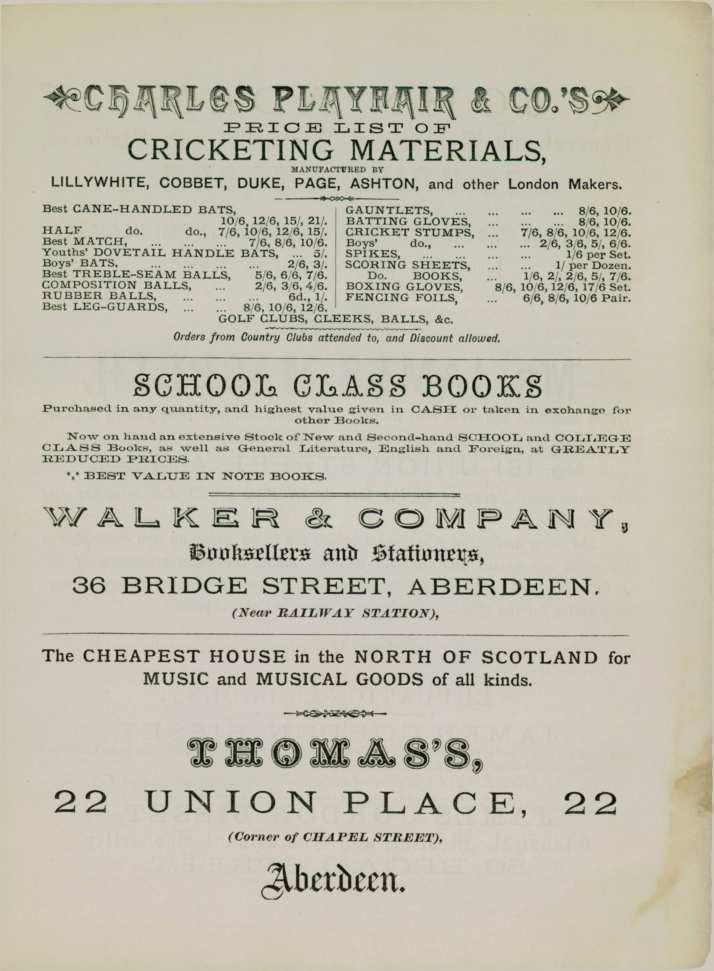 CHARLES PLAYFAIR & CO.'S
PRICE LIST OF
CRICKETING MATERIALS,
MANUFACTURED BY
LILLYWHITE, COBBET, DUKE, PAGE, ASHTON, and other London Makers.
Best CANE-HANDLED BATS,
10/6, 12/6, 15/, 21/.
HALF do. do., 7/6, 10/6, 12/6, 15/.
Best MATCH, ... ... ... 7/6, 8/6, 10/6.
Youths' DOVETAIL HANDLE BATS, ... 5/.
Boys' BATS, ... ... ... ... 2/6, 3/.
Best TREBLE-SEAM BALLS, 5/6, 6/6, 7/6.
COMPOSITION BALLS, ... 2/6, 3/6, 4/6.
RUBBER BALLS, ... ... ... 6d., 1/.
Best LEG-GUARDS, ... ... 8/6, 10/6, 12/6.
GAUNTLETS, ... ... ... ... 8/6, 10/6.
BATTING GLOVES, ... ... ... 8/6, 10/6.
CRICKET STUMPS, ... 7/6, 8/6, 10/6, 12/6.
Boys' do., ... ... ... 2/6, 3/6, 5/, 6/6.
SPIKES, ... ... ... ... 1/6 per Set.
SCORING SHEETS, ... ... 1/ per Dozen.
Do. BOOKS, ... 1/6, 2/, 2/6, 5/, 7/6.
BOXING GLOVES, 8/6, 10/6, 12/6, 17/6 Set.
FENCING FOILS, ... 6/6, 8/6, 10/6 Pair.
GOLF CLUBS, CLEEKS, BALLS, &c.
Orders from Country Clubs attended to, and Discount allowed.
SCHOOL CLASS BOOKS
Purchased in any quantity, and highest value given in CASH or taken in exchange for
other Books.
Now on hand an extensive Stock of New and Second-hand SCHOOL and COLLEGE
CLASS Books, as well as General Literature, English and Foreign, at GREATLY
REDUCED PRICES.
*.* BEST VALUE IN NOTE BOOKS.
WALKER & COMPANY,
Booksellers and Stationers,
36 BRIDGE STREET, ABERDEEN.
(Near RAILWAY STATION),
The CHEAPEST HOUSE in the NORTH OF SCOTLAND for
MUSIC and MUSICAL GOODS of all kinds.
THOMAS'S,
22 UNION PLACE, 22
(Corner of CHAPEL STREET),
Aberdeen.